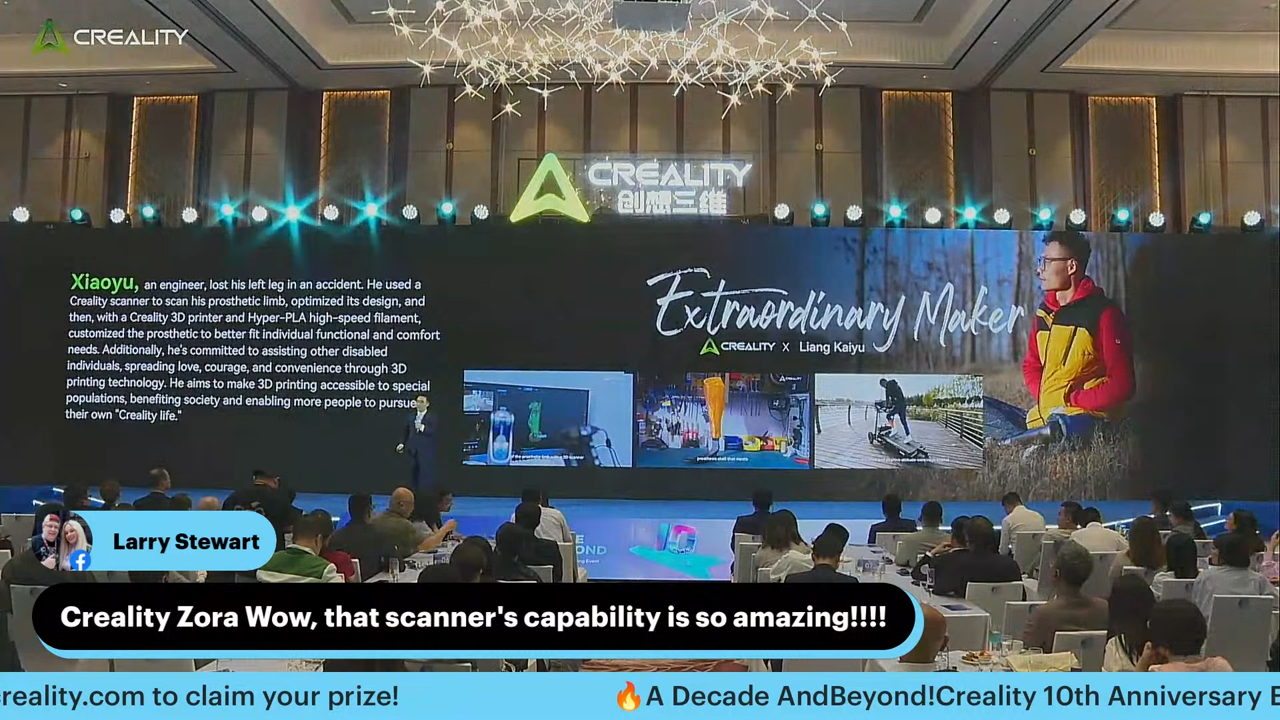 CREALITY
CREALITY
创想三维
Xiaoyu, an engineer, lost his left leg in an accident. He used a
Creality scanner to scan his prosthetic limb, optimized its design, and
then, with a Creality 3D printer and Hyper-PLA high-speed filament,
customized the prosthetic to better fit individual functional and comfort
needs. Additionally, he's committed to assisting other disabled
individuals, spreading love, courage, and convenience through 3D
printing technology. He aims to make 3D printing accessible to special
populations, benefiting society and enabling more people to pursue
their own "Creality life."
Extraordinary Maker
CREALITY X Liang Kaiyu
Larry Stewart
Creality Zora Wow, that scanner's capability is so amazing!!!!
creality.com to claim your prize!
🔥A Decade AndBeyond!Creality 10th Anniversary E